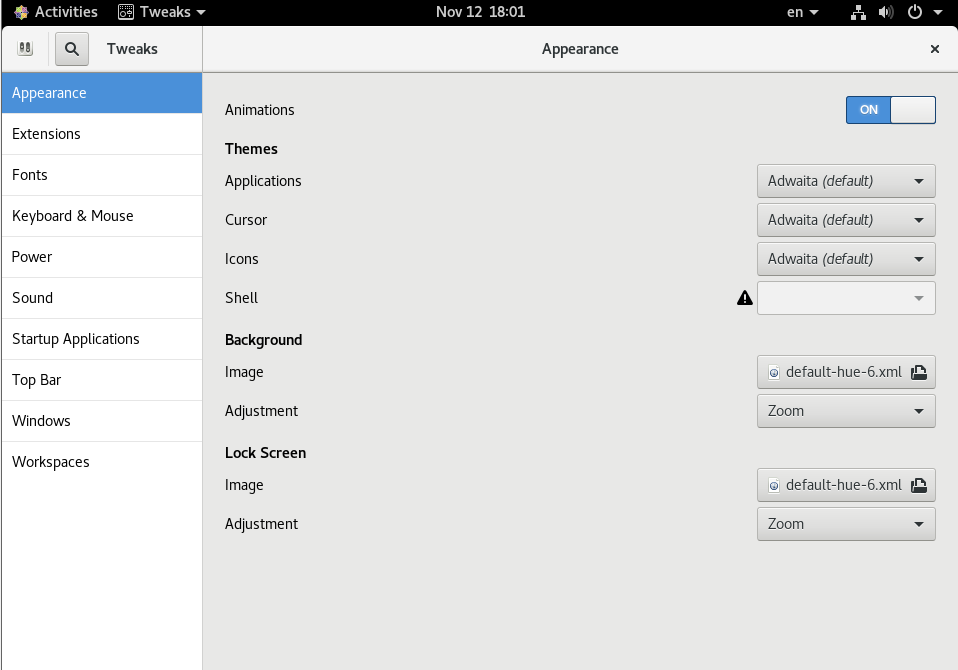 Activities Tweaks Nov 12 18:01 en
Tweaks Appearance
Appearance
Extensions
Fonts
Keyboard & Mouse
Power
Sound
Startup Applications
Top Bar
Windows
Workspaces
Animations ON
Themes
Applications Adwaita (default)
Cursor Adwaita (default)
Icons Adwaita (default)
Shell
Background
Image default-hue-6.xml
Adjustment Zoom
Lock Screen
Image default-hue-6.xml
Adjustment Zoom